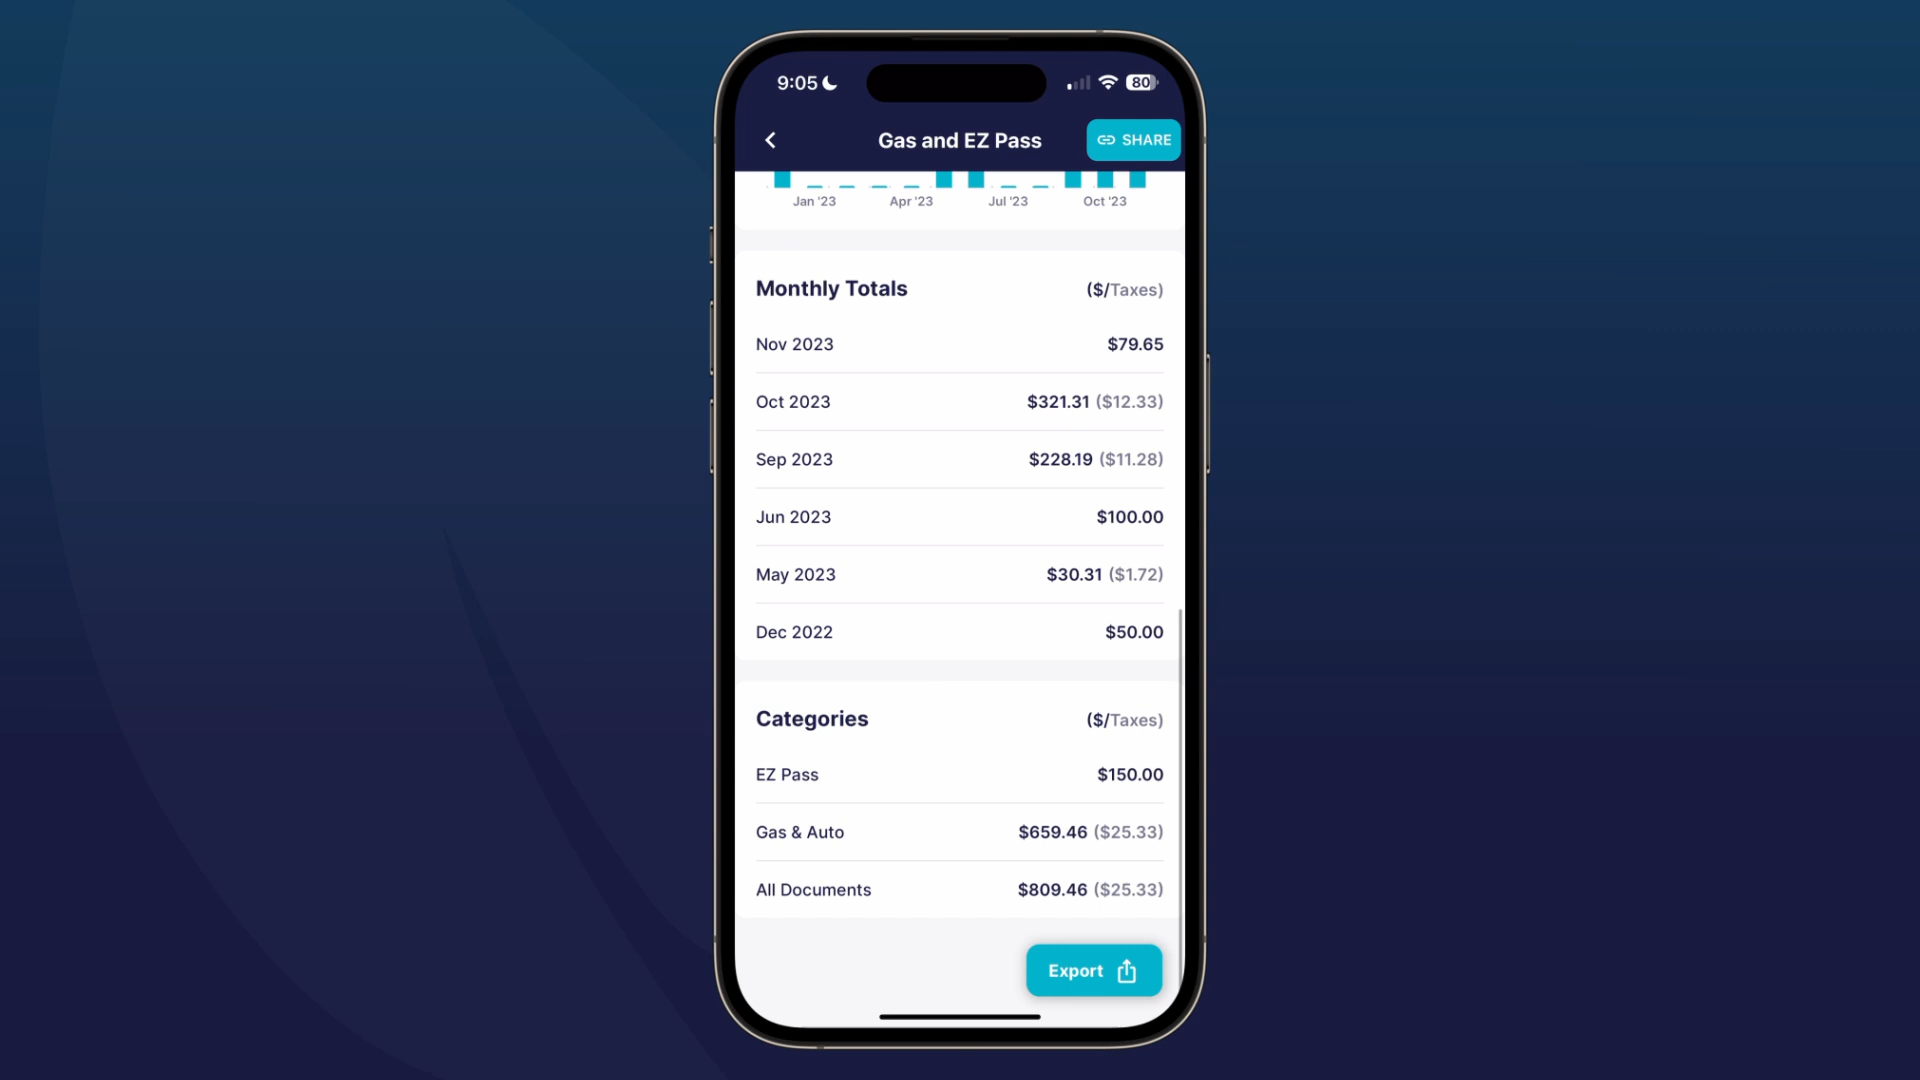 9:05
80
Gas and EZ Pass
SHARE
Jan '23 Apr '23 Jul '23 Oct '23
Monthly Totals ($/Taxes)
Nov 2023 $79.65
Oct 2023 $321.31 ($12.33)
Sep 2023 $228.19 ($11.28)
Jun 2023 $100.00
May 2023 $30.31 ($1.72)
Dec 2022 $50.00
Categories ($/Taxes)
EZ Pass $150.00
Gas & Auto $659.46 ($25.33)
All Documents $809.46 ($25.33)
Export